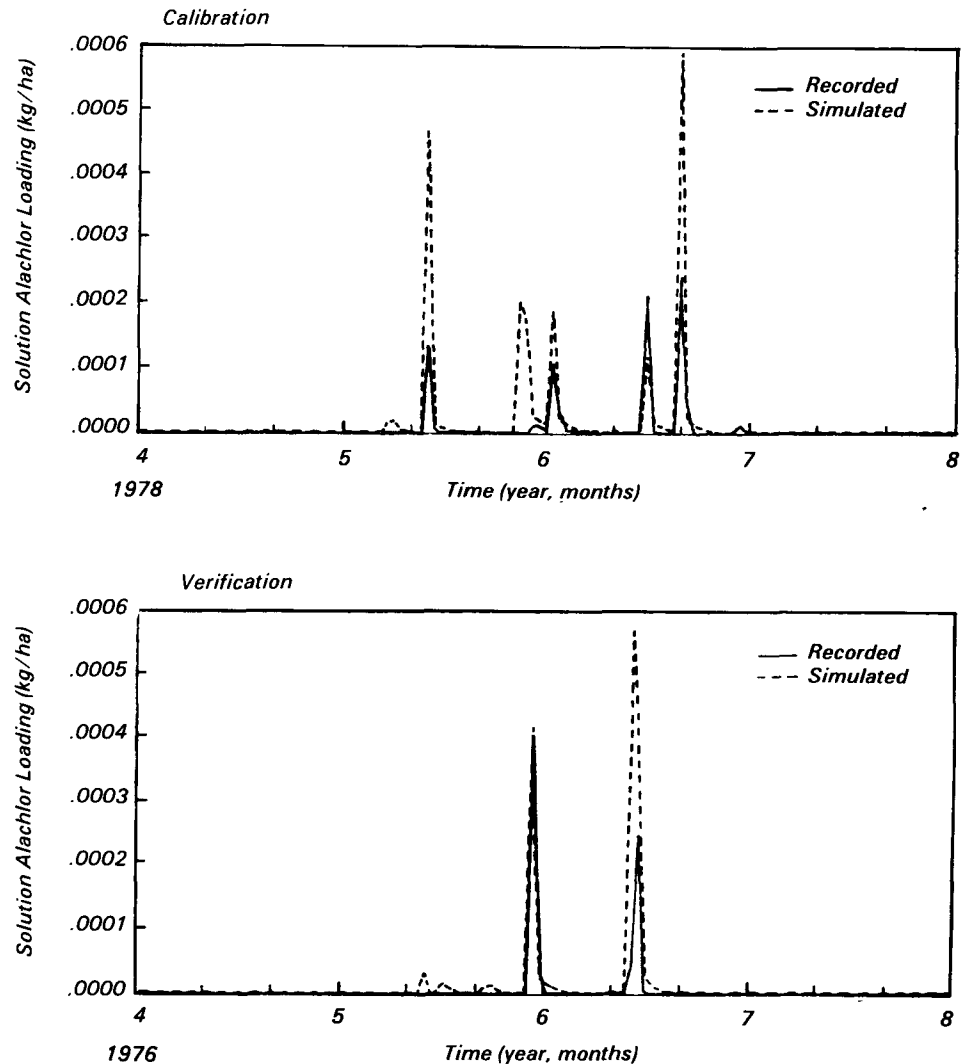 Calibration
Solution Alachlor Loading (kg/ha)
.0006
.0005
.0004
.0003
.0002
.0001
.0000
Recorded
Simulated
4 5 6 7 8
1978
Time (year, months)
Verification
Solution Alachlor Loading (kg/ha)
.0006
.0005
.0004
.0003
.0002
.0001
.0000
Recorded
Simulated
4 5 6 7 8
1976
Time (year, months)